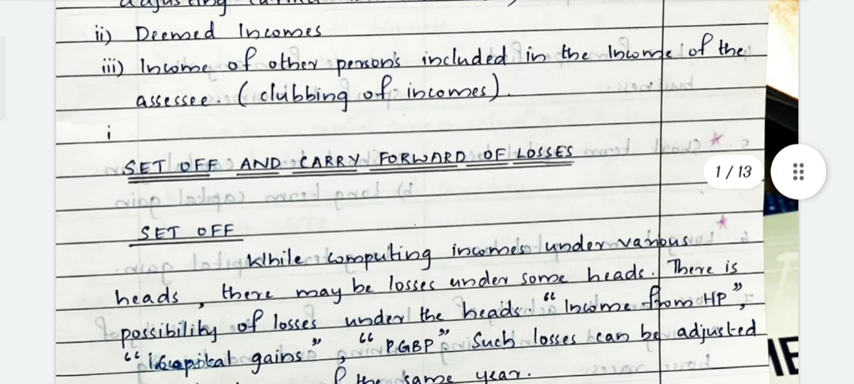 ii) Deemed Incomes
iii) Income of other person's included in the Income of the
assessee. (clubbing of incomes).
i
SET OFF AND CARRY FORWARD OF LOSSES
1 / 13
SET OFF
While computing incomes under various
heads, there may be losses under some heads. There is
possibility of losses under the heads. "Income from HP",
"capital gains", "PGBP". Such losses can be adjusted
the same year.